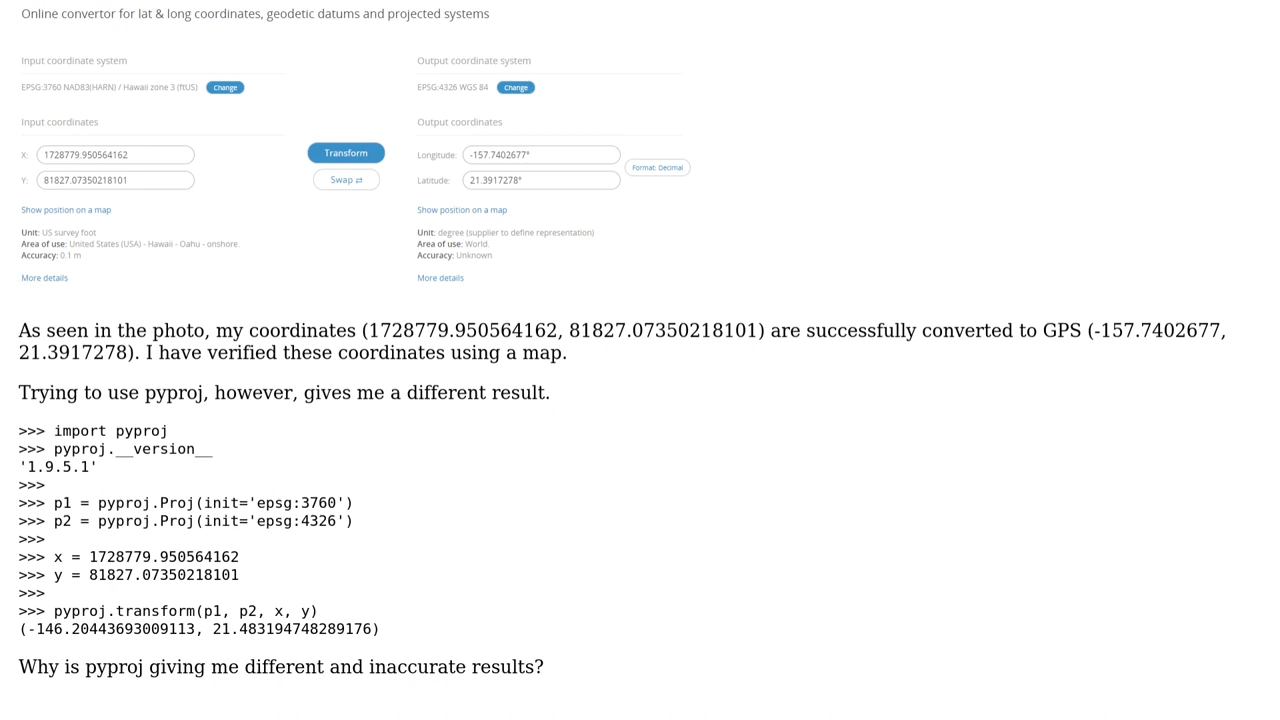 Online convertor for lat & long coordinates, geodetic datums and projected systems
Input coordinate system
Output coordinate system
EPSG:3760 NAD83(HARN) / Hawaii zone 3 (ftUS) Change
EPSG:4326 WGS 84 Change
Input coordinates
Output coordinates
X: 1728779.950564162
Transform
Longitude: -157.7402677°
Format: Decimal
Y: 81827.07350218101
Swap ⇄
Latitude: 21.3917278°
Show position on a map
Show position on a map
Unit: US survey foot
Area of use: United States (USA) - Hawaii - Oahu - onshore.
Accuracy: 0.1 m
Unit: degree (supplier to define representation)
Area of use: World.
Accuracy: Unknown
More details
More details
As seen in the photo, my coordinates (1728779.950564162, 81827.07350218101) are successfully converted to GPS (-157.7402677,
21.3917278). I have verified these coordinates using a map.
Trying to use pyproj, however, gives me a different result.
>>> import pyproj
>>> pyproj.__version__
'1.9.5.1'
>>>
>>> p1 = pyproj.Proj(init='epsg:3760')
>>> p2 = pyproj.Proj(init='epsg:4326')
>>>
>>> x = 1728779.950564162
>>> y = 81827.07350218101
>>>
>>> pyproj.transform(p1, p2, x, y)
(-146.20443693009113, 21.483194748289176)
Why is pyproj giving me different and inaccurate results?